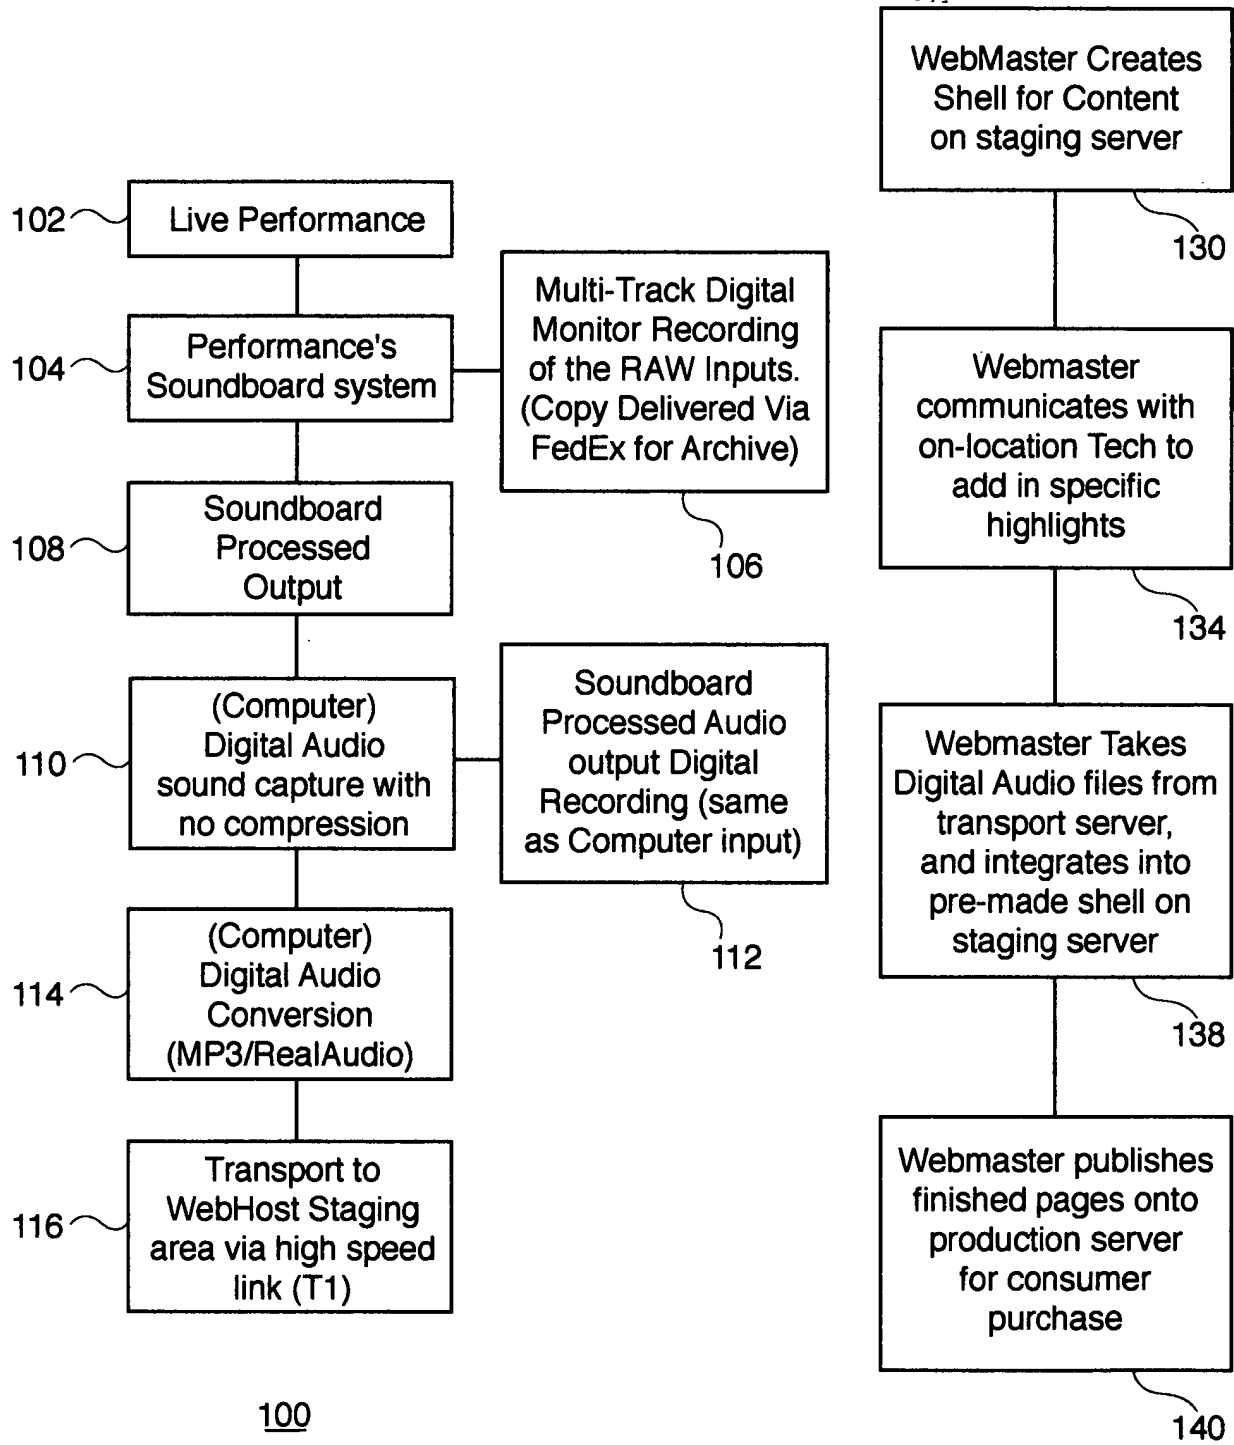 102
Live Performance
104
Performance's
Soundboard system
Multi-Track Digital
Monitor Recording
of the RAW Inputs.
(Copy Delivered Via
FedEx for Archive)
106
108
Soundboard
Processed
Output
110
(Computer)
Digital Audio
sound capture with
no compression
Soundboard
Processed Audio
output Digital
Recording (same
as Computer input)
112
114
(Computer)
Digital Audio
Conversion
(MP3/RealAudio)
116
Transport to
WebHost Staging
area via high speed
link (T1)
100
WebMaster Creates
Shell for Content
on staging server
130
Webmaster
communicates with
on-location Tech to
add in specific
highlights
134
Webmaster Takes
Digital Audio files from
transport server,
and integrates into
pre-made shell on
staging server
138
Webmaster publishes
finished pages onto
production server
for consumer
purchase
140